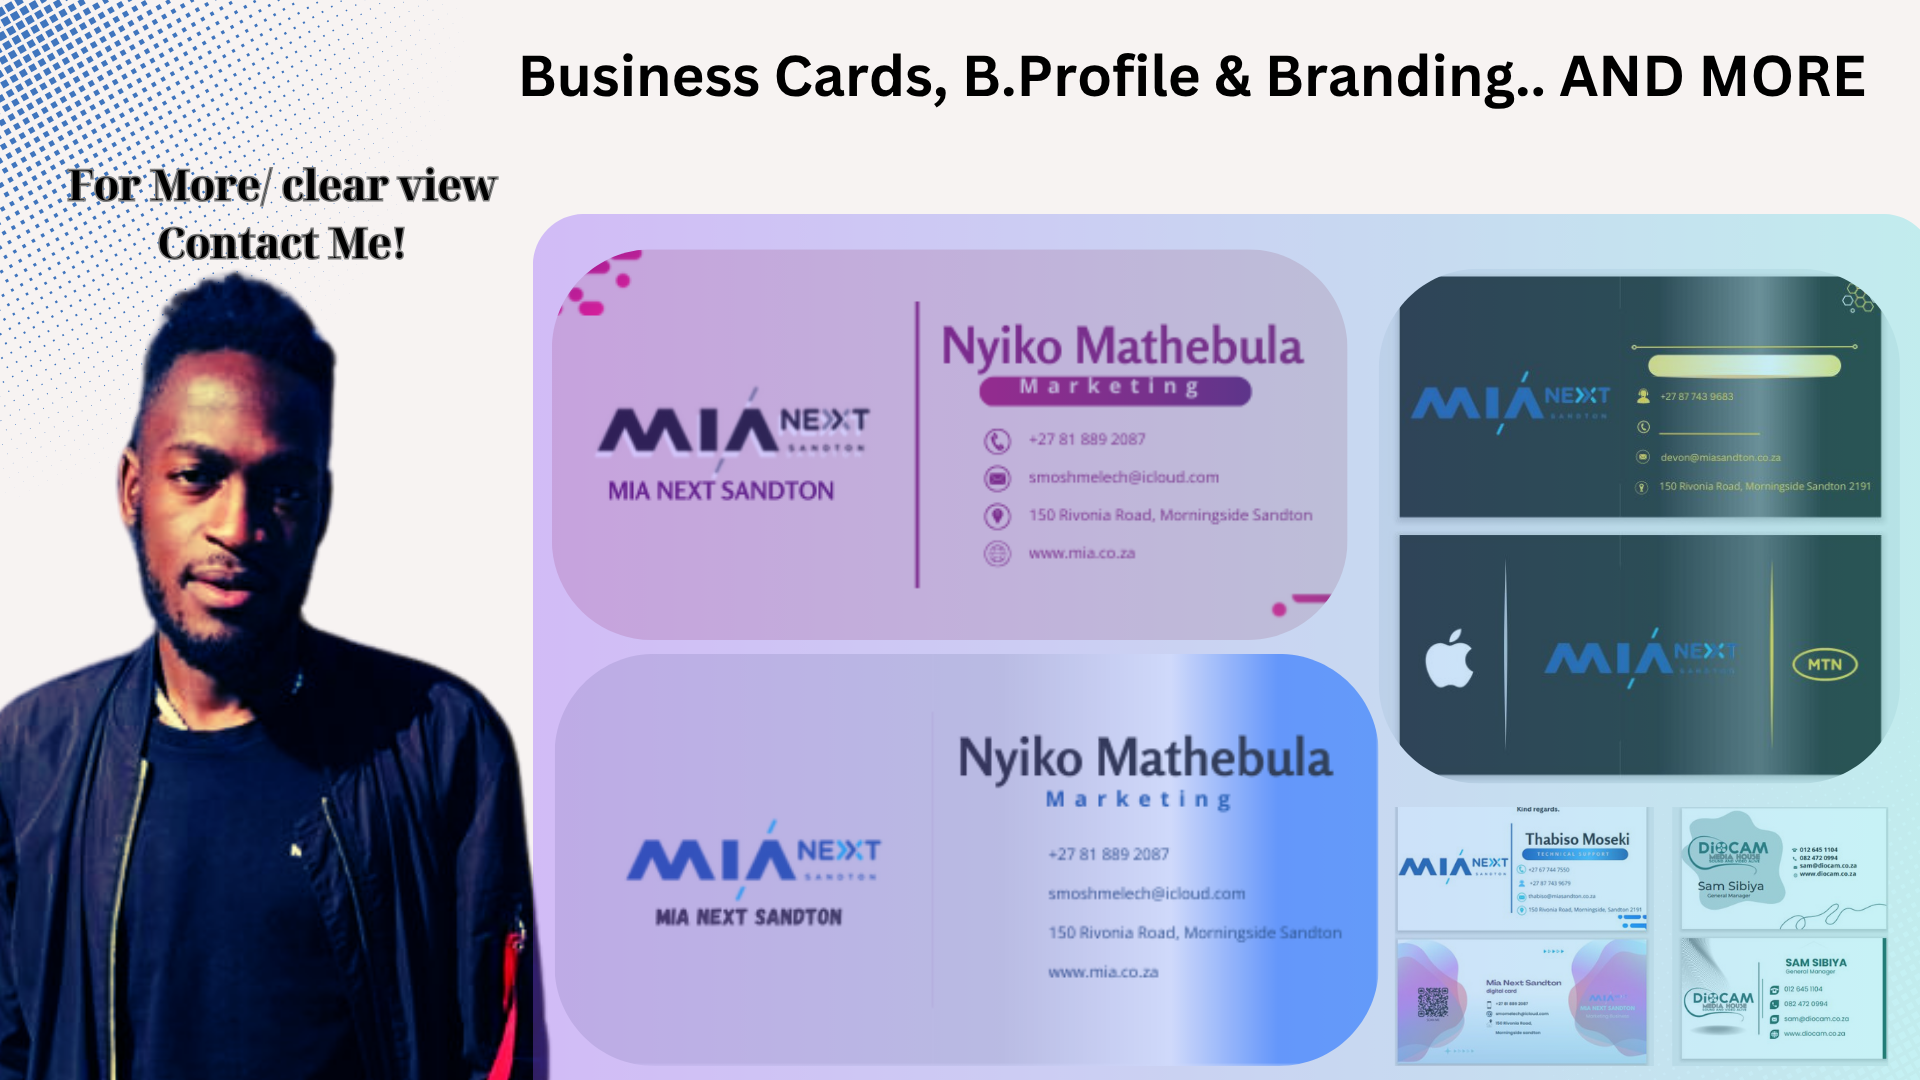 Business Cards, B.Profile & Branding.. AND MORE
For More/ clear view
Contact Me!
MIA NEXT
SANDTON
MIA NEXT SANDTON
Nyiko Mathebula
Marketing
+27 81 889 2087
smoshmelech@icloud.com
150 Rivonia Road, Morningside Sandton
www.mia.co.za
MIA NEXT
SANDTON
MIA NEXT SANDTON
Nyiko Mathebula
Marketing
+27 81 889 2087
smoshmelech@icloud.com
150 Rivonia Road, Morningside Sandton
www.mia.co.za
MIA NEXT
SANDTON
+27 87 743 9683
devon@miasandton.co.za
150 Rivonia Road, Morningside Sandton 2191
MIA NEXT
SANDTON
MTN
Kind regards.
MIA NEXT
SANDTON
Thabiso Moseki
TECHNICAL SUPPORT
+27 67 744 7550
+27 87 743 9679
thabiso@miasandton.co.za
150 Rivonia Road, Morningside, Sandton 2191
DiOCAM
MEDIA HOUSE
Sam Sibiya
General Manager
012 645 1104
082 472 0994
sam@diocam.co.za
www.diocam.co.za
Mia Next Sandton
digital card
+27 81 889 2087
smoshmelech@icloud.com
150 Rivonia Road,
Morningside sandton
MIA
MIA NEXT SANDTON
DiOCAM
MEDIA HOUSE
SAM SIBIYA
General Manager
012 645 1104
082 472 0994
sam@diocam.co.za
www.diocam.co.za